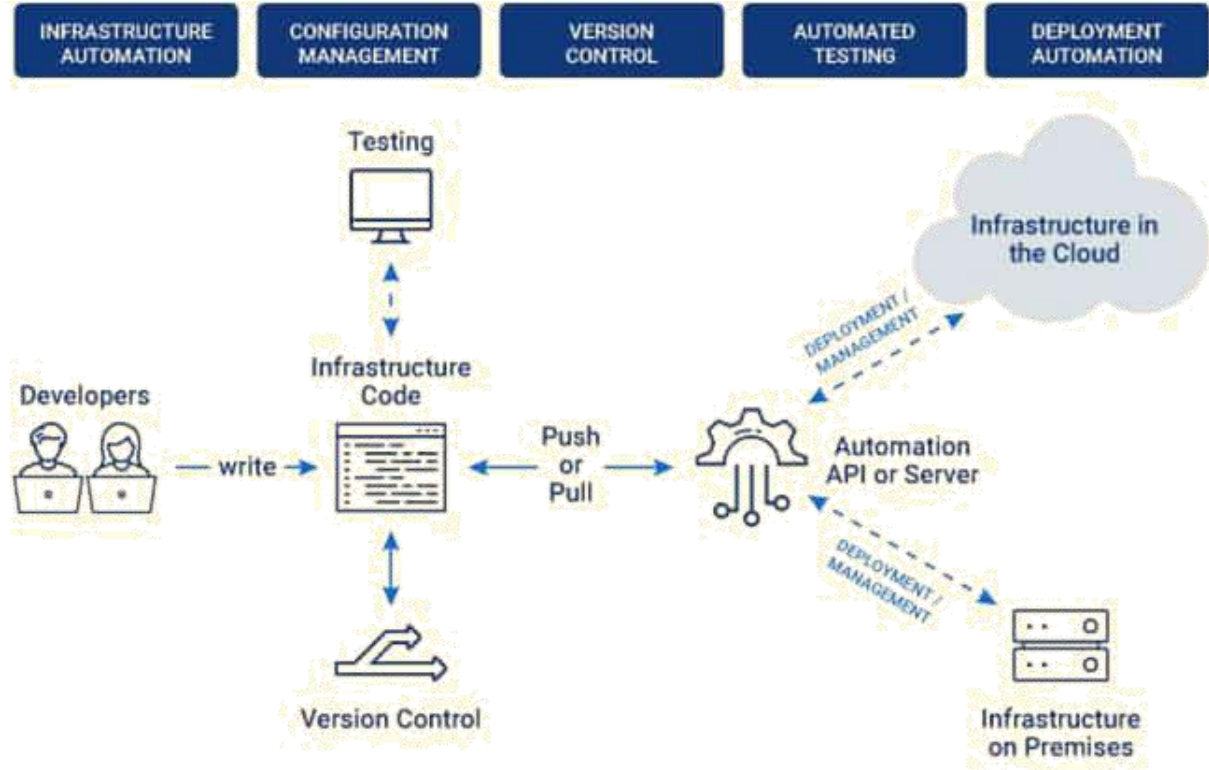 INFRASTRUCTURE
AUTOMATION
CONFIGURATION
MANAGEMENT
VERSION
CONTROL
AUTOMATED
TESTING
DEPLOYMENT
AUTOMATION
Testing
Infrastructure in
the Cloud
DEPLOYMENT /
MANAGEMENT
Infrastructure
Code
Developers
write
Push
or
Pull
Automation
API or Server
DEPLOYMENT /
MANAGEMENT
Version Control
Infrastructure
on Premises